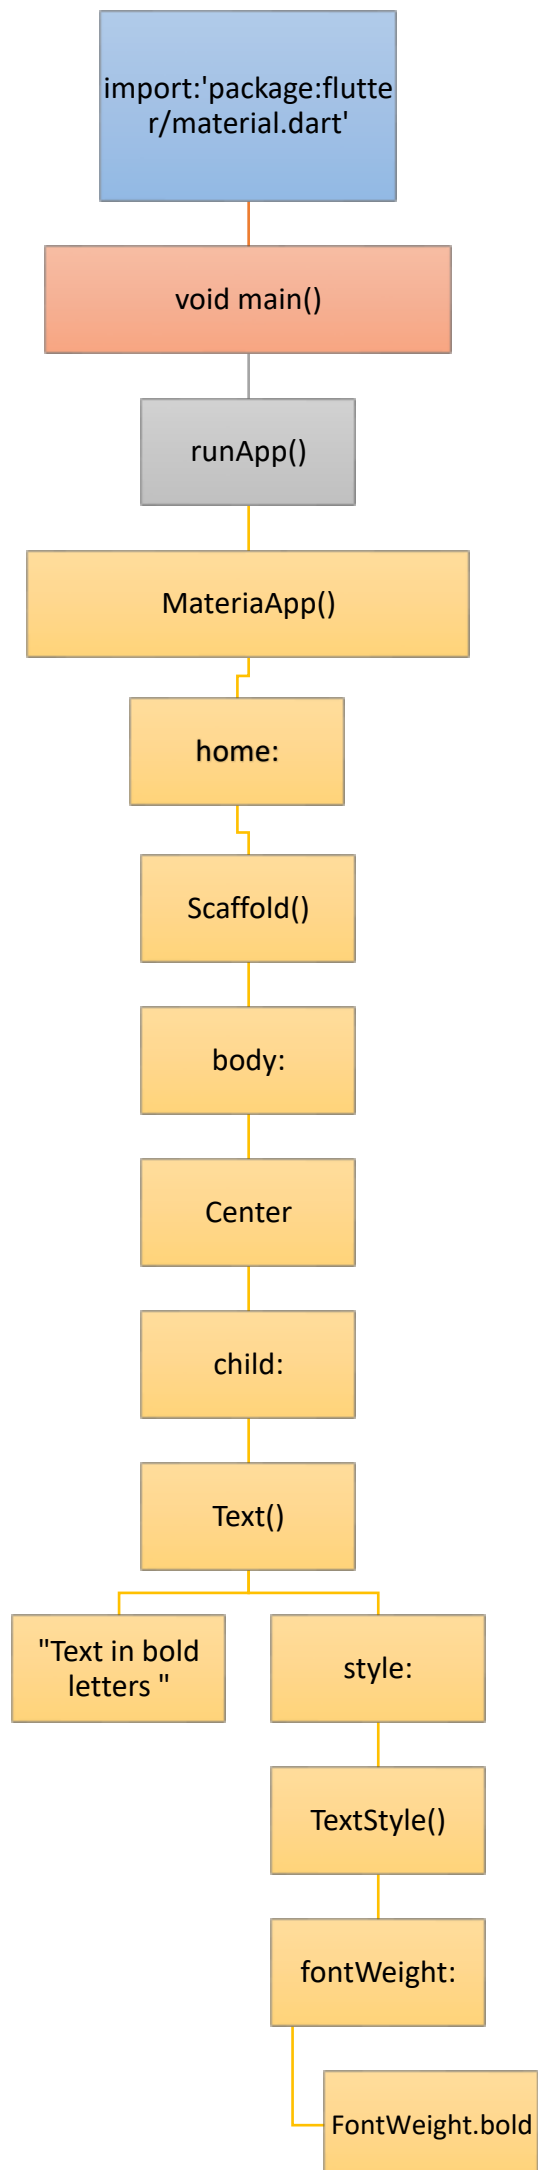 import:'package:flutte
r/material.dart'
void main()
runApp()
MateriaApp()
home:
Scaffold()
body:
Center
child:
Text()
"Text in bold
letters "
style:
TextStyle()
fontWeight:
FontWeight.bold